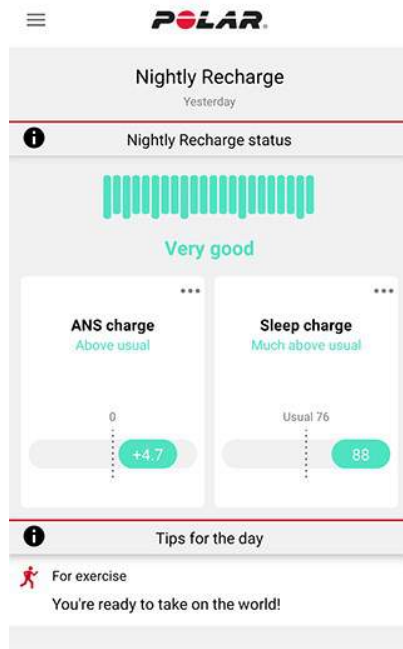 POLAR.
Nightly Recharge
Yesterday
Nightly Recharge status
Very good
ANS charge
Above usual
0
+4.7
Sleep charge
Much above usual
Usual 76
88
Tips for the day
For exercise
You're ready to take on the world!